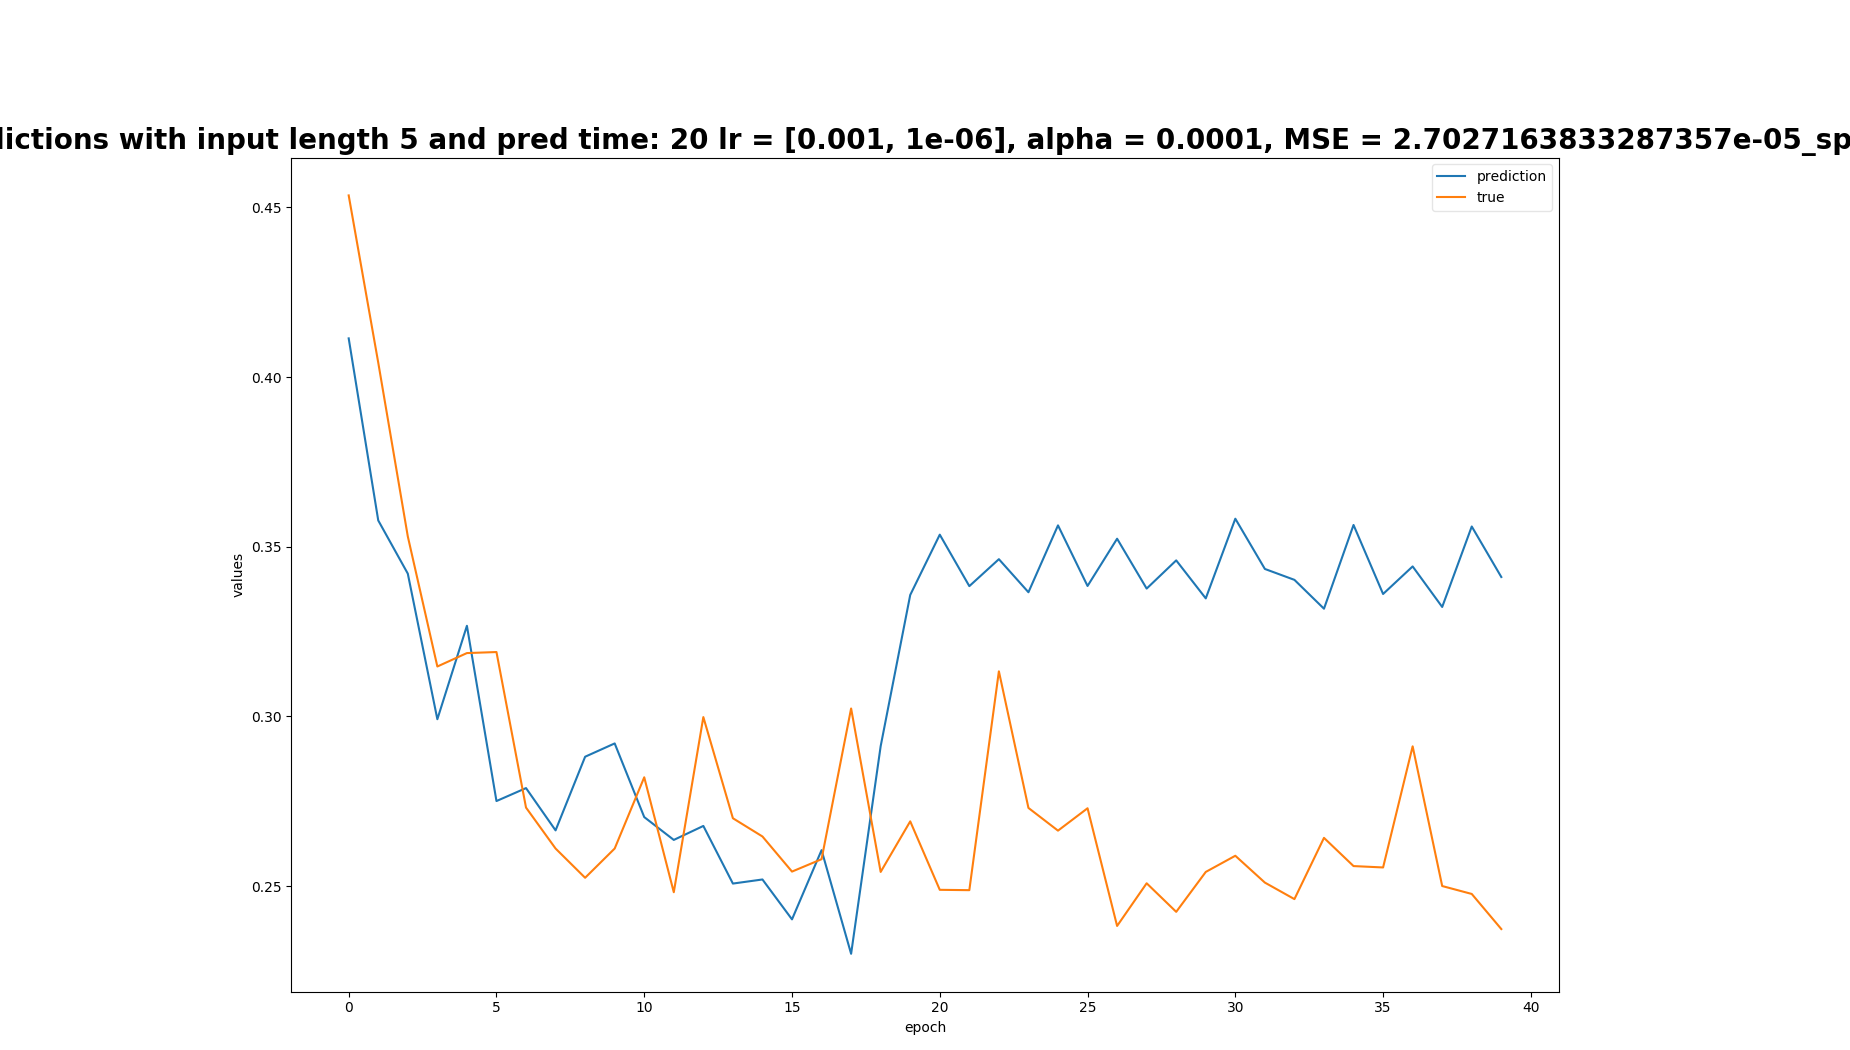 with input length 5 and pred time: 20 lr = [0.001, 1e-06], alpha = 0.0001, MSE = 2.7027163833287357e-05_sp
prediction
true
0.45
0.40
0.35
0.30
0.25
values
0 5 10 15 20 25 30 35 40
epoch